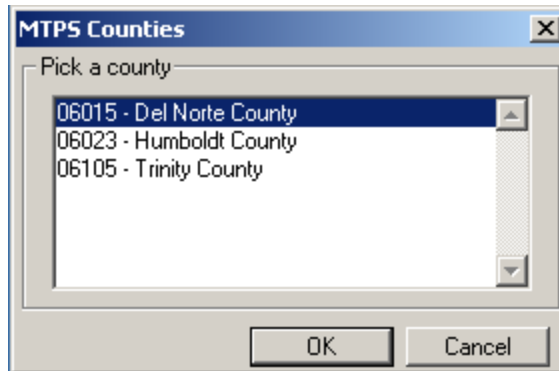 MTPS Counties
Pick a county
06015 - Del Norte County
06023 - Humboldt County
06105 - Trinity County
OK
Cancel